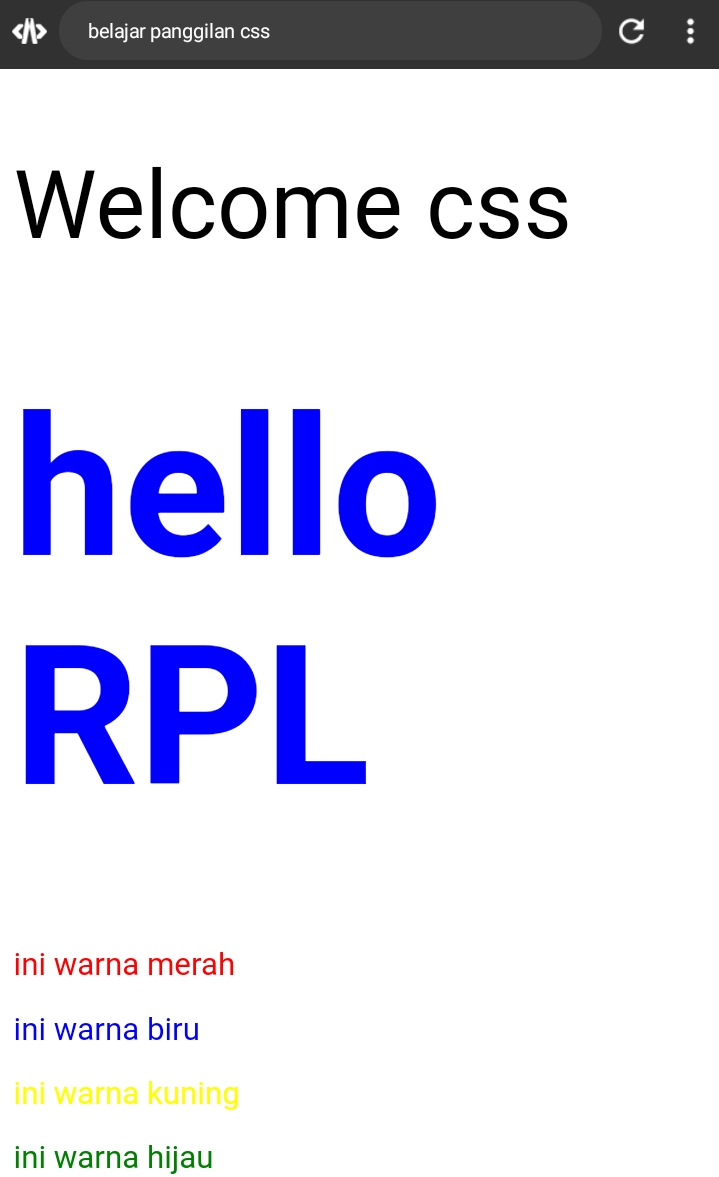 belajar panggilan css
Welcome css
hello
RPL
ini warna merah
ini warna biru
ini warna kuning
ini warna hijau